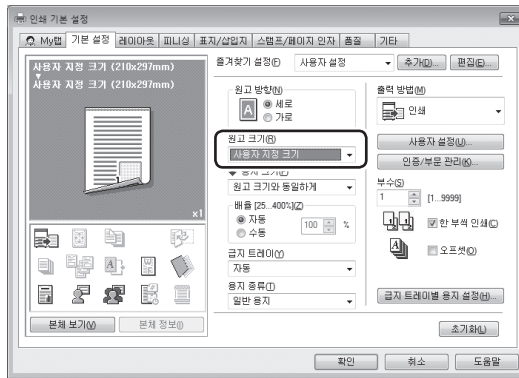 인쇄 기본 설정
My탭 기본 설정 레이아웃 피니싱 표지/삽입지 스탬프/페이지 인자 품질 기타
사용자 지정 크기 (210x297mm)
사용자 지정 크기 (210x297mm)
x1
본체 보기(V) 본체 정보(I)
즐겨찾기 설정(F) 사용자 설정 추가(D)... 편집(E)...
원고 방향(N)
A 세로
가로
원고 크기(R)
사용자 지정 크기
원고 크기와 동일하게
배율 [25...400%](Z)
자동
수동
100 %
급지 트레이(Y)
자동
용지 종류(T)
일반 용지
출력 방법(M)
인쇄
사용자 설정(U)...
인증/부문 관리(K)...
부수(S)
1 [1..9999]
한 부씩 인쇄(C)
오프셋(O)
급지 트레이별 용지 설정(H)...
초기화(L)
확인 취소 도움말